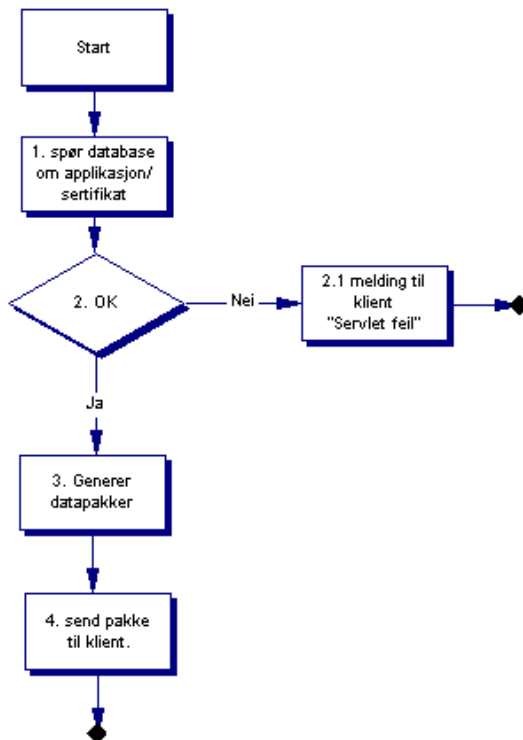 Start
1. spør database
om applikasjon/
sertifikat
2. OK
Nei
2.1 melding til
klient
"Servlet feil"
Ja
3. Generer
datapakker
4. send pakke
til klient.